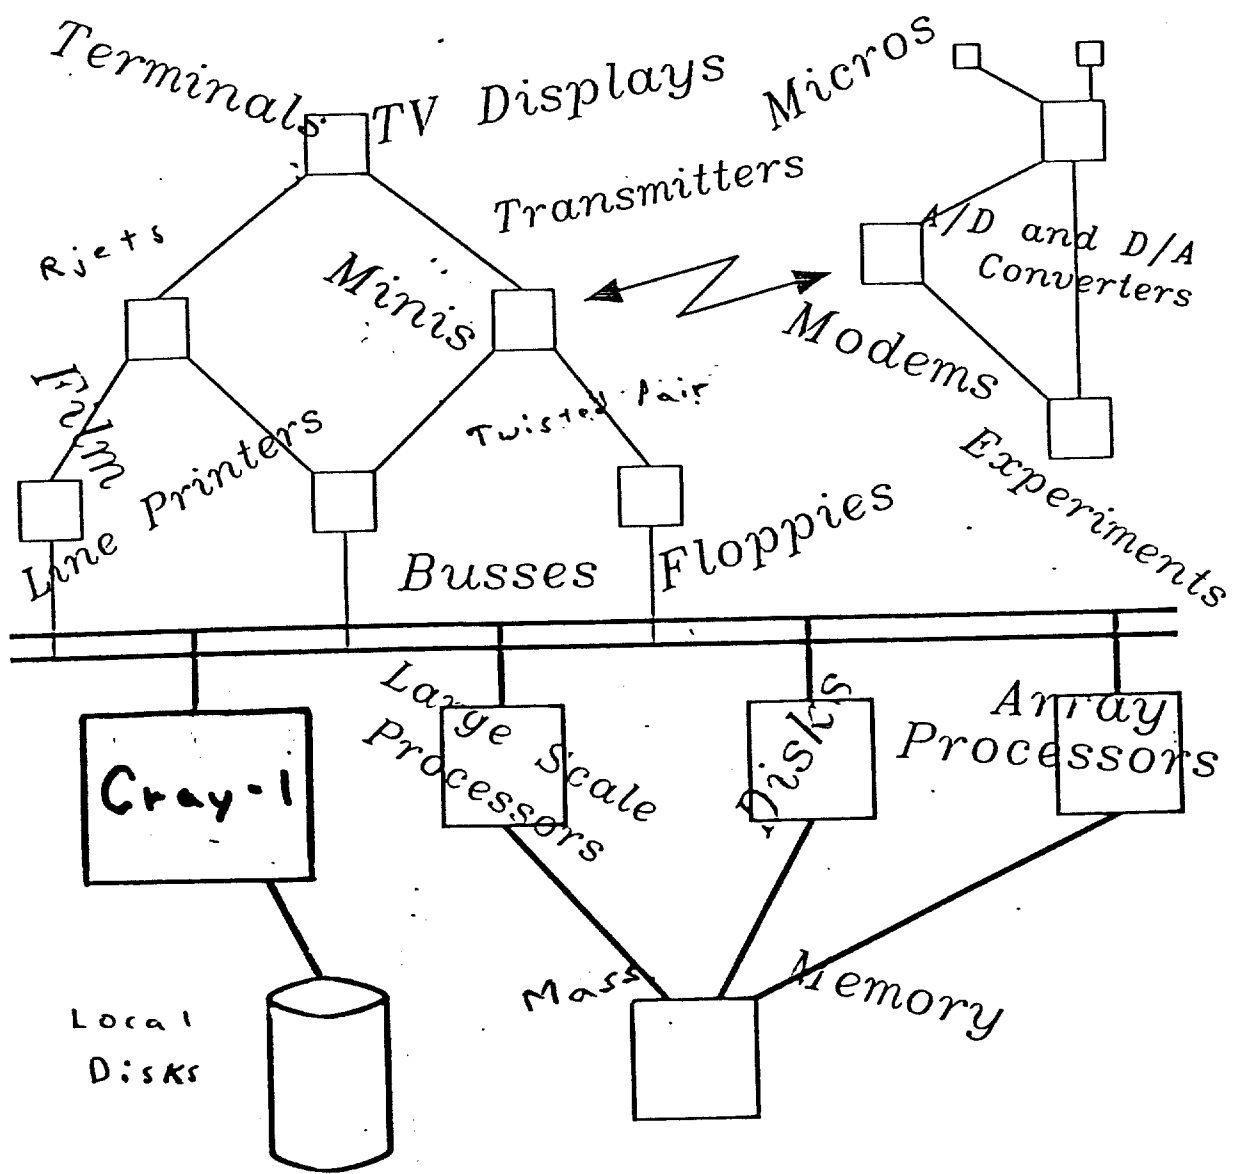 Terminals
TV Displays
Micros
Transmitters
Rjets
Minis
A/D and D/A
Converters
Modems
Film
Twisted Pair
Line Printers
Experiments
Floppies
Busses
Large Scale
Processors
Disks
Array
Processors
Cray-1
Mass Memory
Local
Disks